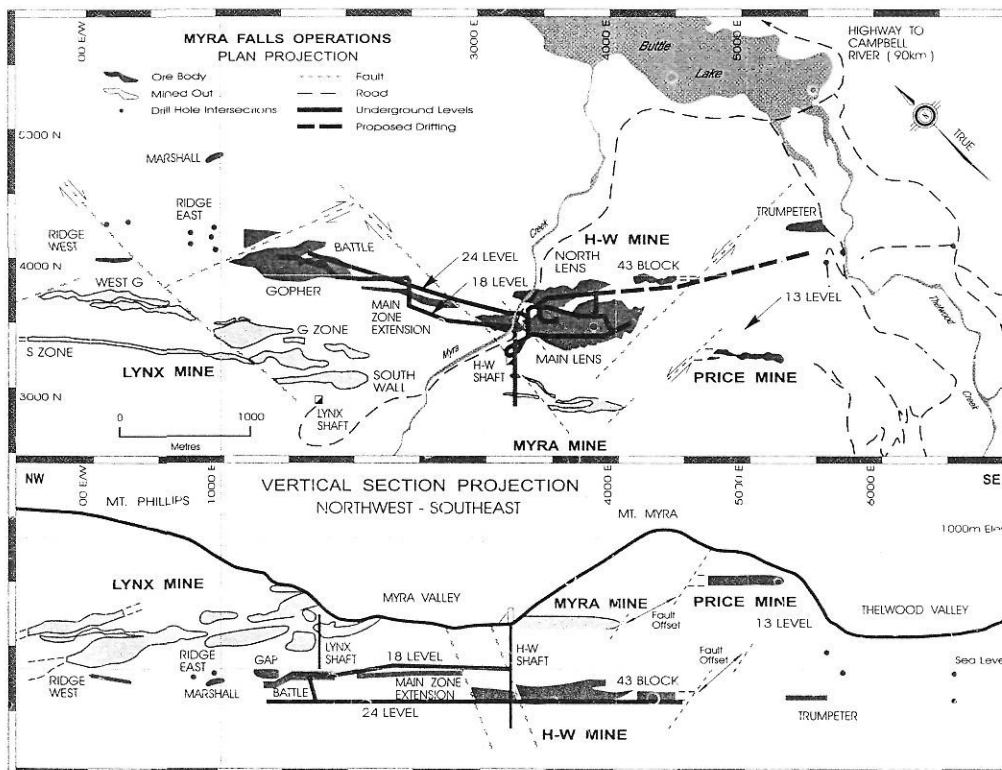 MYRA FALLS OPERATIONS
PLAN PROJECTION
Ore Body
Mined Out
Drill Hole Intersections
Fault
Road
Underground Levels
Proposed Drifting
00 E/W
3000 E
4000 E
5000 E
Buttle
Lake
HIGHWAY TO
CAMPBELL
RIVER ( 90km )
TRUE
5300 N
4000 N
3000 N
MARSHALL
RIDGE
EAST
RIDGE
WEST
WEST G
BATTLE
GOPHER
24 LEVEL
18 LEVEL
MAIN
ZONE
EXTENSION
Creek
H-W MINE
NORTH
LENS
43 BLOCK
TRUMPETER
13 LEVEL
G ZONE
S ZONE
LYNX MINE
SOUTH
WALL
LYNX
SHAFT
Myra
H-W
SHAFT
MAIN LENS
PRICE MINE
Thelwood
Creek
0
1000
Metres
MYRA MINE
NW
00 E/W
1000 E
VERTICAL SECTION PROJECTION
NORTHWEST - SOUTHEAST
4000 E
6000 E
SE
MT. PHILLIPS
MT. MYRA
1000m Elev
LYNX MINE
MYRA VALLEY
MYRA MINE
PRICE MINE
13 LEVEL
THELWOOD VALLEY
Fault
Offset
LYNX
SHAFT
H-W
SHAFT
18 LEVEL
RIDGE
EAST
RIDGE
WEST
GAP
MARSHALL
BATTLE
MAIN ZONE
EXTENSION
43 BLOCK
Fault
Offset
Sea Leve
TRUMPETER
24 LEVEL
H-W MINE